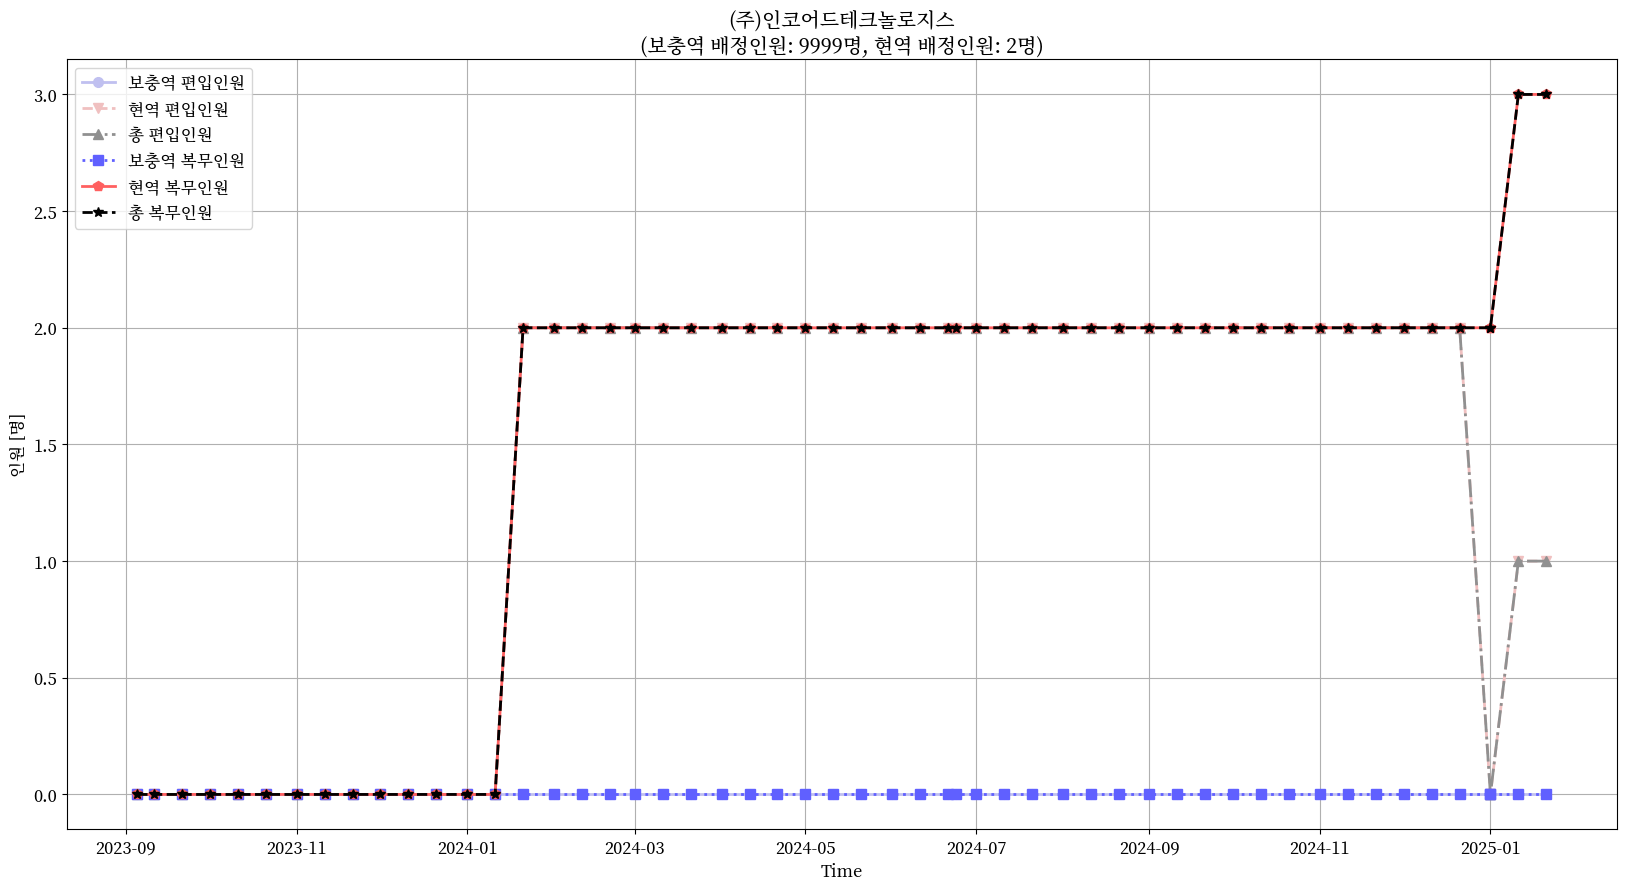 (주)인코어드테크놀로지스
(보충역 배정인원: 9999명, 현역 배정인원: 2명)
보충역 편입인원
현역 편입인원
총 편입인원
보충역 복무인원
현역 복무인원
총 복무인원
3.0
2.5
2.0
1.5
1.0
0.5
0.0
인원 [명]
2023-09
2023-11
2024-01
2024-03
2024-05
2024-07
2024-09
2024-11
2025-01
Time